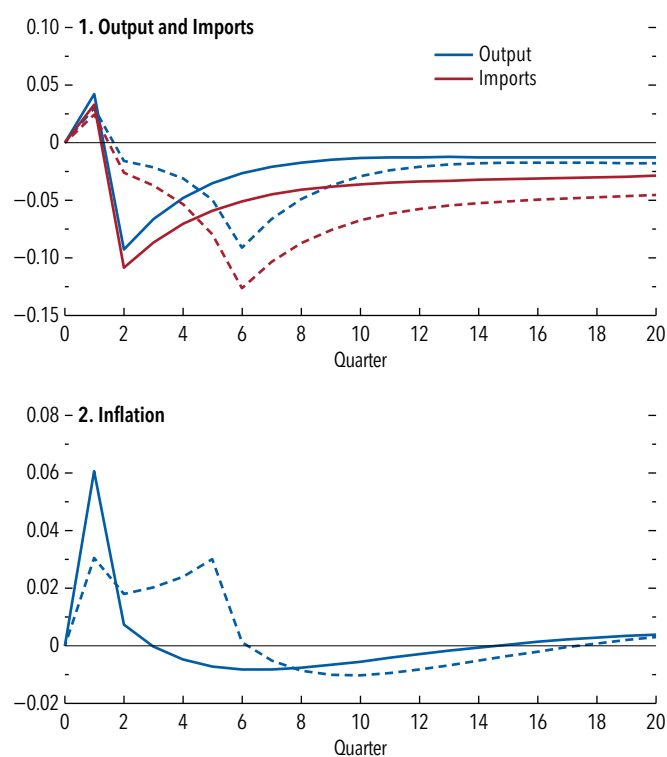 1. Output and Imports
0.10
Output
Imports
0.05
0
−0.05
−0.10
−0.15
0 2 4 6 8 10 12 14 16 18 20
Quarter
2. Inflation
0.08
0.06
0.04
0.02
0
−0.02
0 2 4 6 8 10 12 14 16 18 20
Quarter